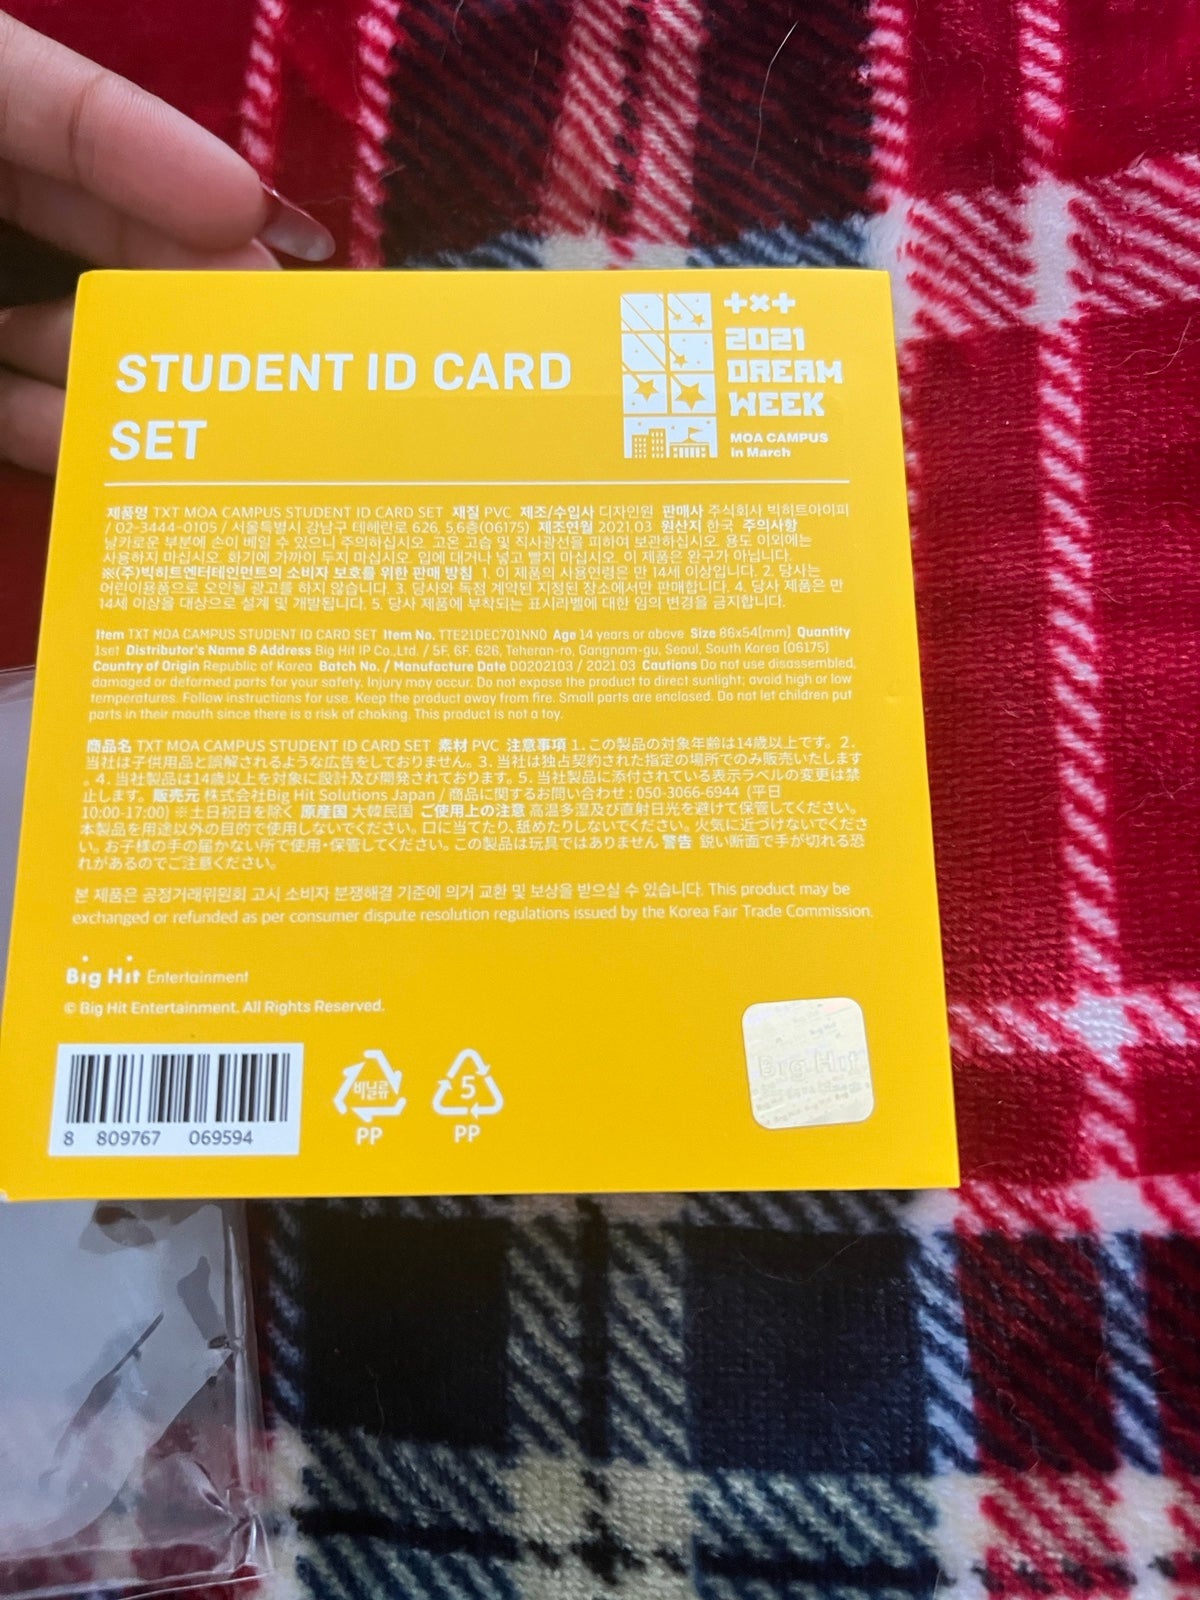 STUDENT ID CARD
SET
2021
DREAM
WEEK
MOA CAMPUS
in March
제품명 TXT MOA CAMPUS STUDENT ID CARD SET 재질 PVC 제조/수입사 디자인원 판매사 주식회사 빅히트아이피
/ 02-3444-0105 / 서울특별시 강남구 테헤란로 626, 5,6층(06175) 제조연월 2021.03 원산지 한국 주의사항
날카로운 부분에 손이 베일 수 있으니 주의하십시오. 고온 고습 및 직사광선을 피하여 보관하십시오. 용도 이외에는
사용하지 마십시오. 화기에 가까이 두지 마십시오. 입에 대거나 넣고 빨지 마십시오. 이 제품은 완구가 아닙니다.
※(주)빅히트엔터테인먼트의 소비자 보호를 위한 판매 방침 1. 이 제품의 사용연령은 만 14세 이상입니다. 2. 당사는
어린이용품으로 오인될 광고를 하지 않습니다. 3. 당사와 독점 계약된 지정된 장소에서만 판매합니다. 4. 당사 제품은 만
14세 이상을 대상으로 설계 및 개발됩니다. 5. 당사 제품에 부착되는 표시라벨에 대한 임의 변경을 금지합니다.
Item TXT MOA CAMPUS STUDENT ID CARD SET Item No. TTE21DEC701NN0 Age 14 years or above Size 86x54(mm) Quantity
1set Distributor's Name & Address Big Hit IP Co.,Ltd. / 5F, 6F, 626, Teheran-ro, Gangnam-gu, Seoul, South Korea (06175)
Country of Origin Republic of Korea Batch No. / Manufacture Date D0202103 / 2021.03 Cautions Do not use disassembled,
damaged or deformed parts for your safety, Injury may occur. Do not expose the product to direct sunlight; avoid high or low
temperatures. Follow instructions for use. Keep the product away from fire. Small parts are enclosed. Do not let children put
parts in their mouth since there is a risk of choking. This product is not a toy.
商品名 TXT MOA CAMPUS STUDENT ID CARD SET 素材 PVC 注意事項 1. この製品の対象年齢は14歳以上です。 2.
当社は子供用品と誤解されるような広告をしておりません。 3. 当社は独占契約された指定の場所でのみ販売いたします
。4. 当社製品は14歳以上を対象に設計及び開発されております。5. 当社製品に添付されている表示ラベルの変更は禁
止します。 販売元 株式会社Big Hit Solutions Japan / 商品に関するお問い合わせ : 050-3066-6944 (平日
10:00-17:00) ※土日祝日を除く 原産国 大韓民国 ご使用上の注意 高温多湿及び直射日光を避けて保管してください。
本製品を用途以外の目的で使用しないでください。口に当てたり、舐めたりしないでください。火気に近づけないでくださ
い。お子様の手の届かない所で使用・保管してください。この製品は玩具ではありません 警告 鋭い断面で手が切れる恐
れがあるのでご注意ください。
본 제품은 공정거래위원회 고시 소비자 분쟁해결 기준에 의거 교환 및 보상을 받으실 수 있습니다. This product may be
exchanged or refunded as per consumer dispute resolution regulations issued by the Korea Fair Trade Commission.
Big Hit Entertainment
© Big Hit Entertainment. All Rights Reserved.
8 809767 069594
비닐류
PP
5
PP
Big Hit